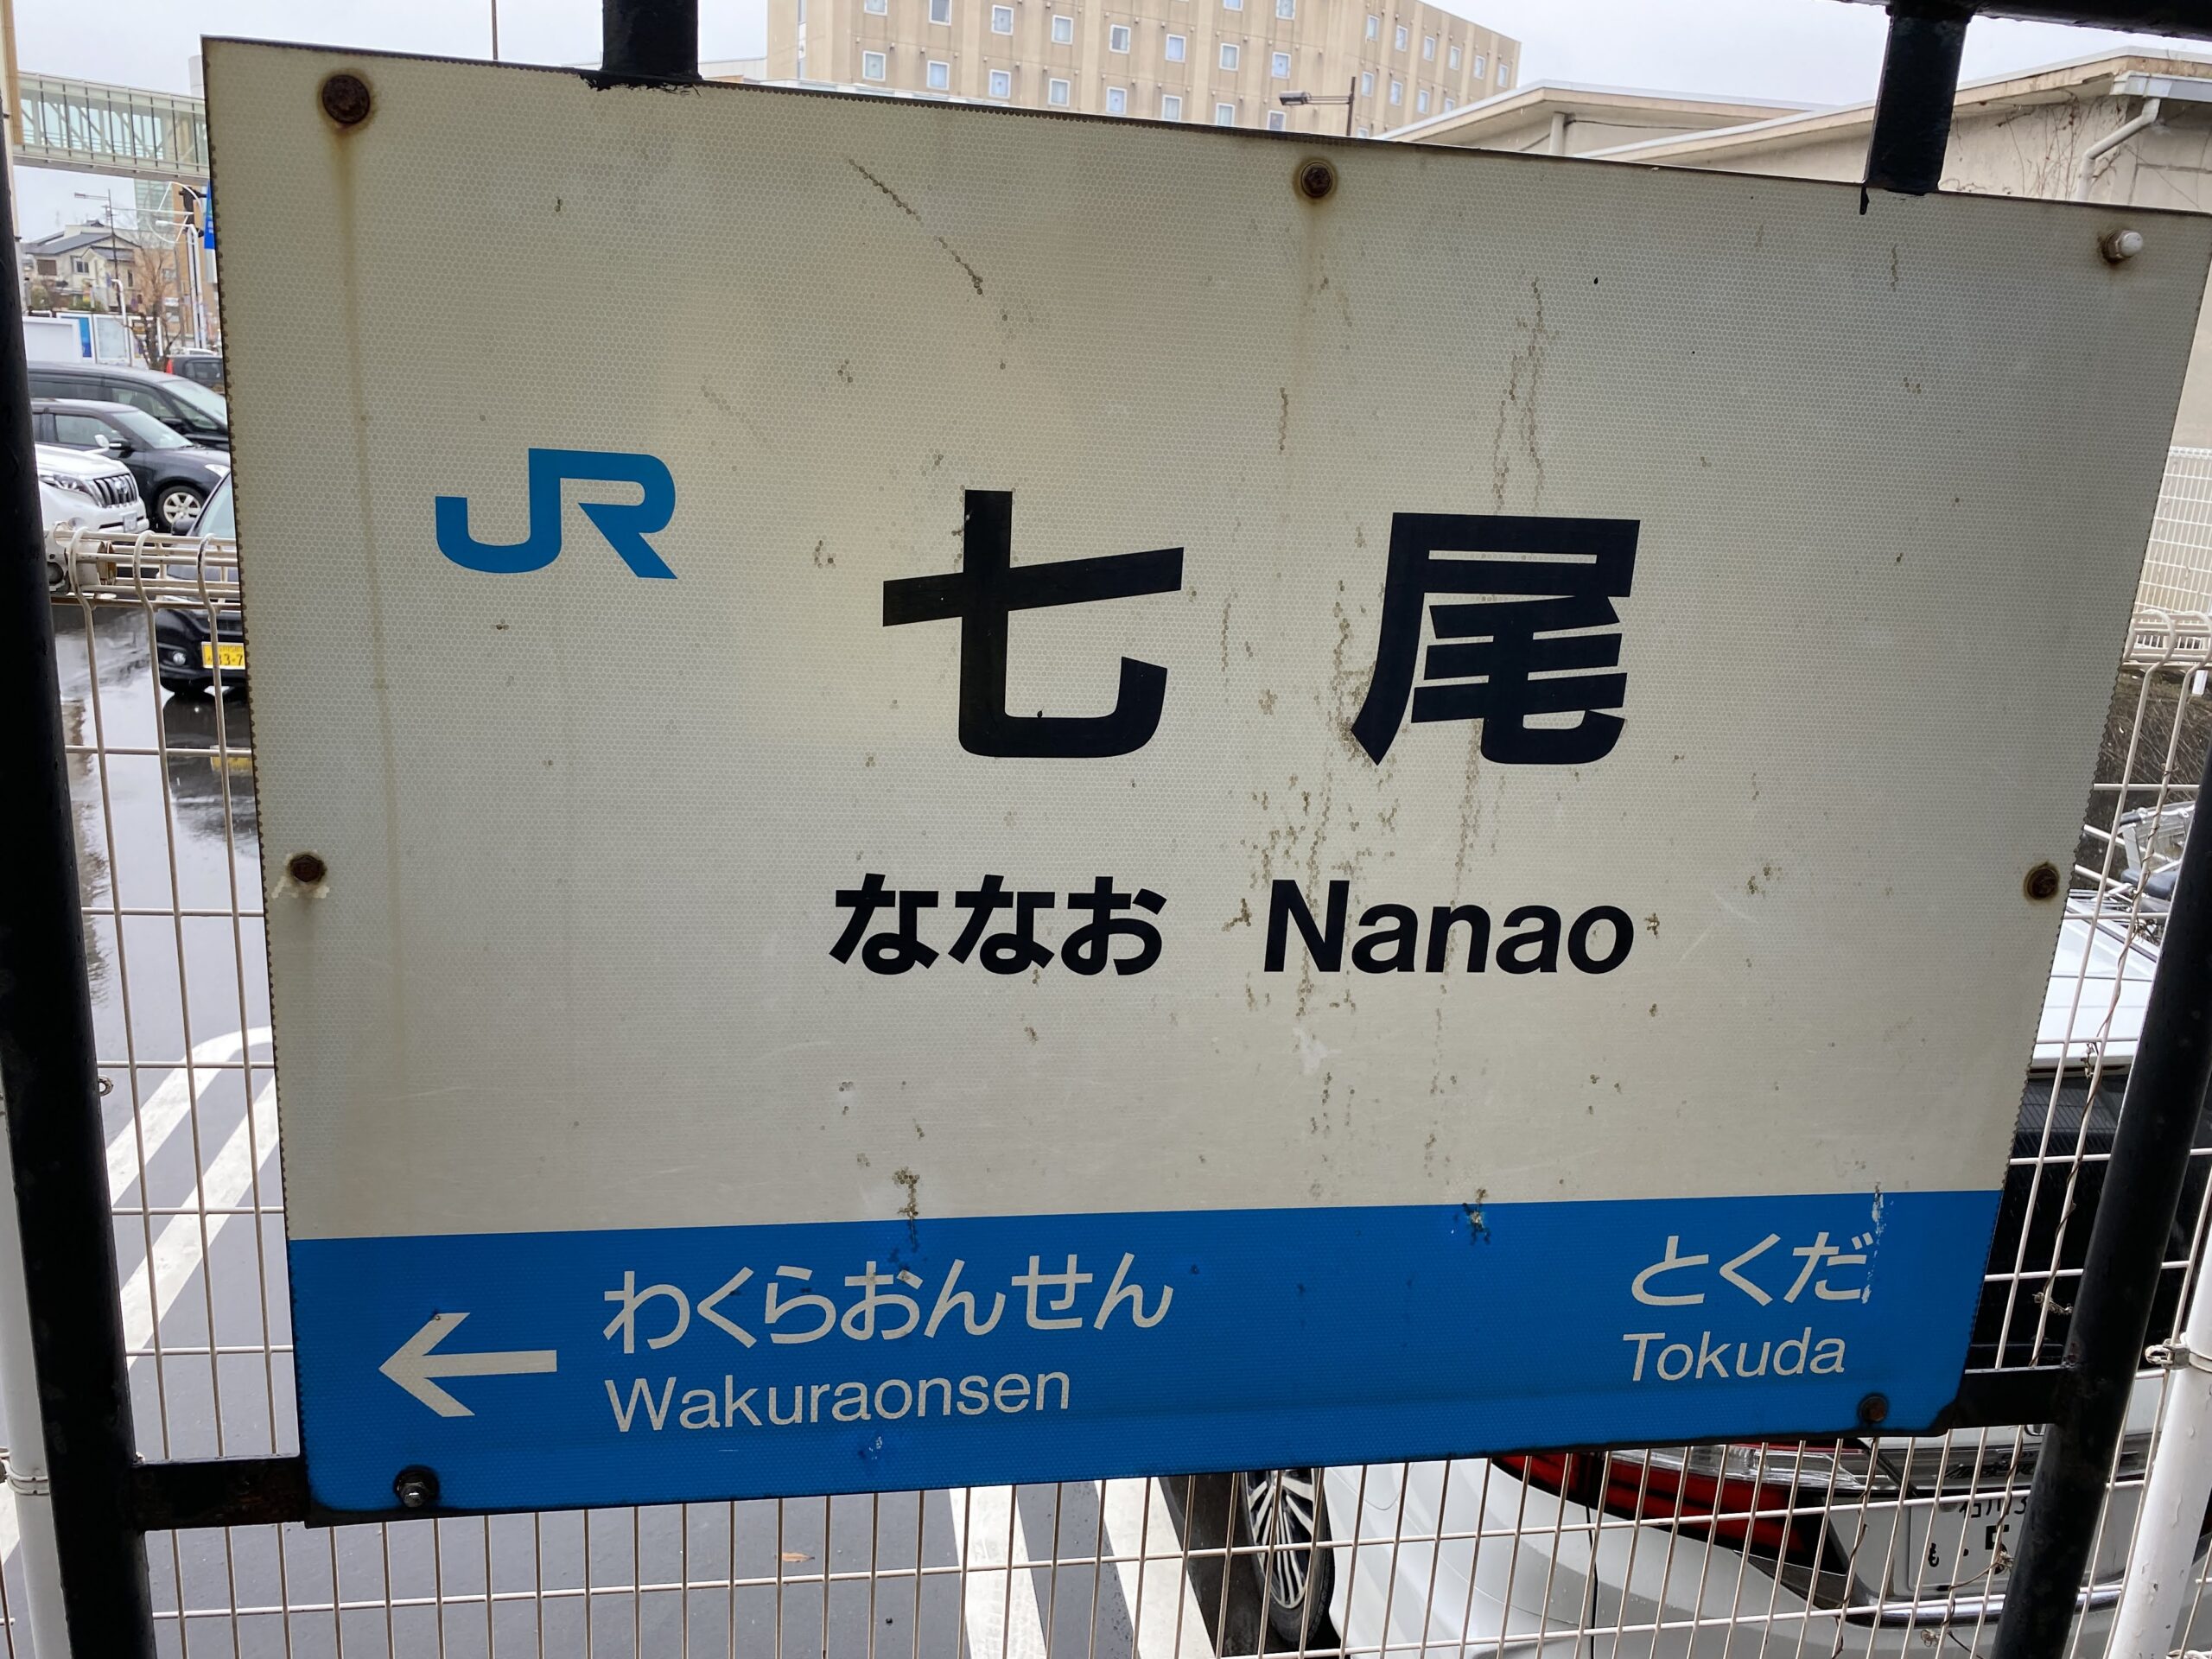 JR
七尾
ななお Nanao
← わくらおんせん
Wakuraonsen
とくだ
Tokuda